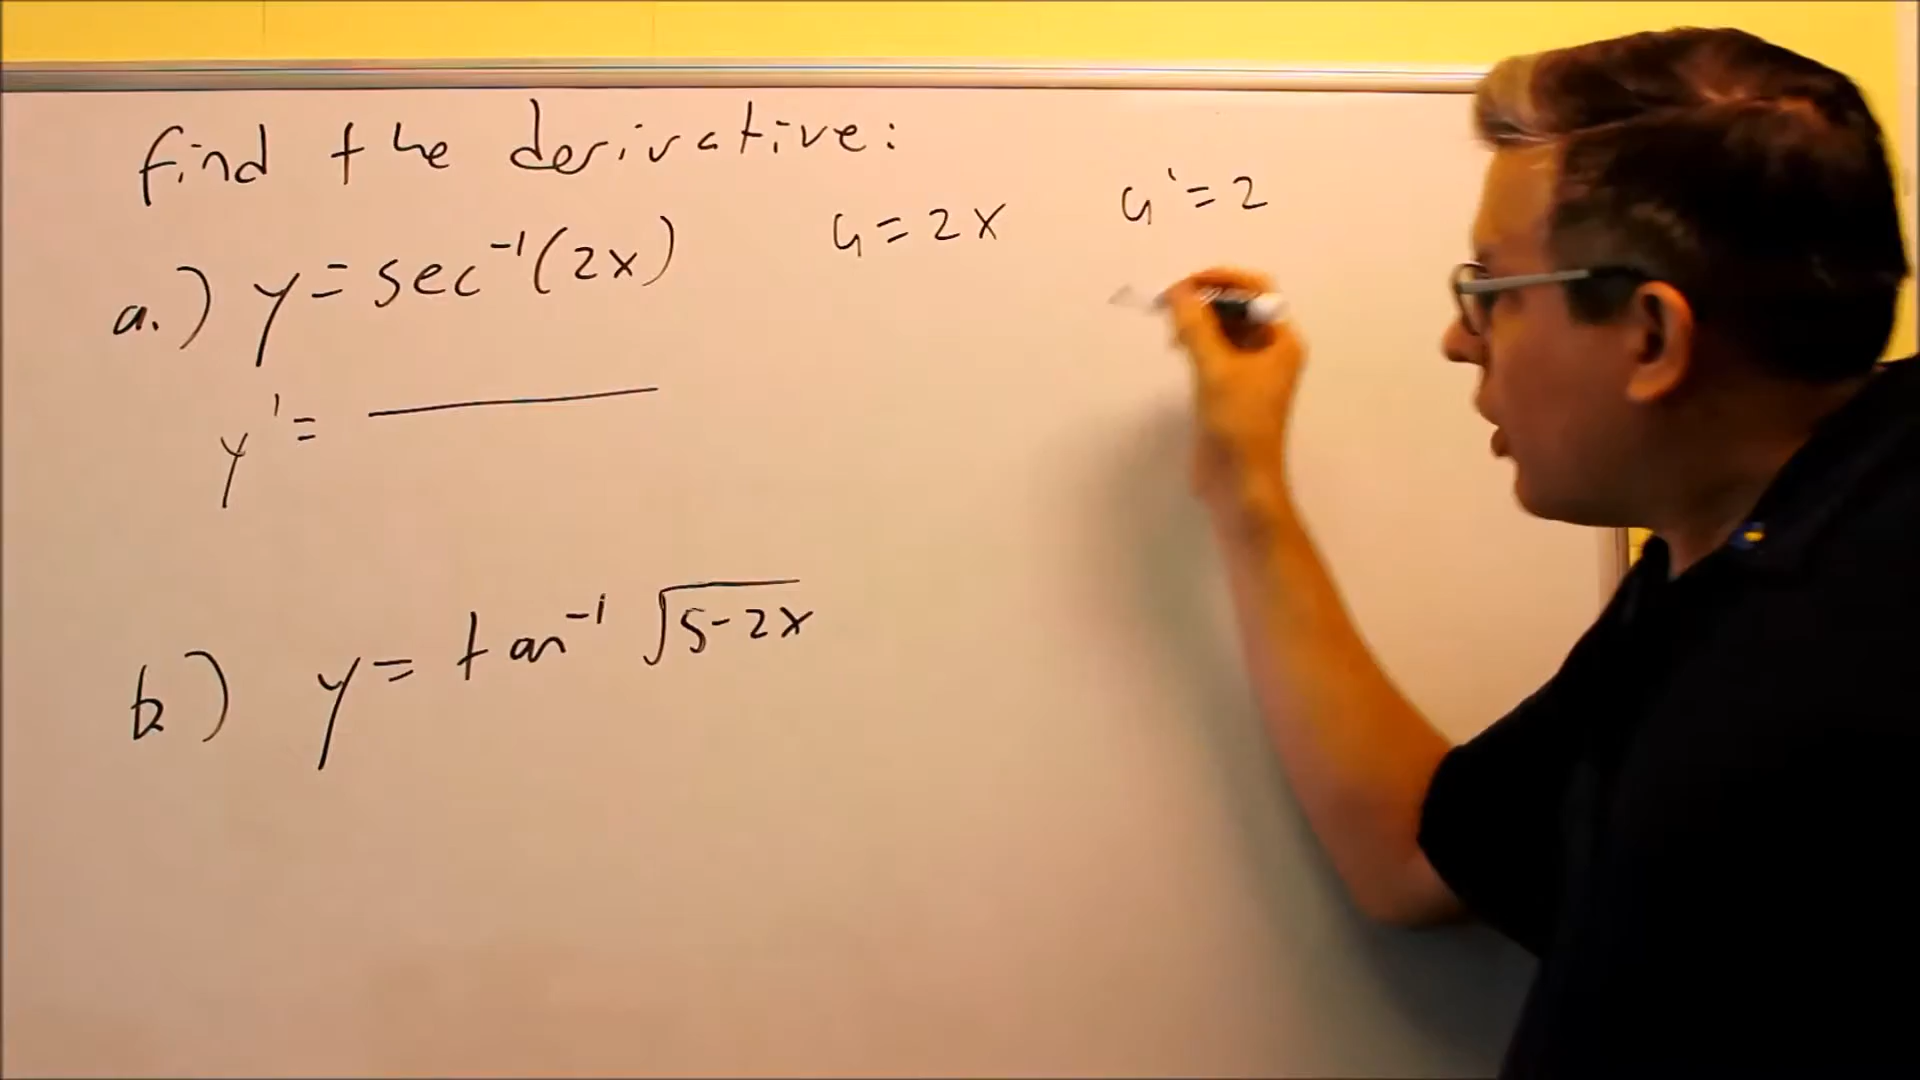 find the derivative:
a.) y = sec⁻¹(2x)
u = 2x
u' = 2
y' =
b) y = tan⁻¹ √5-2x